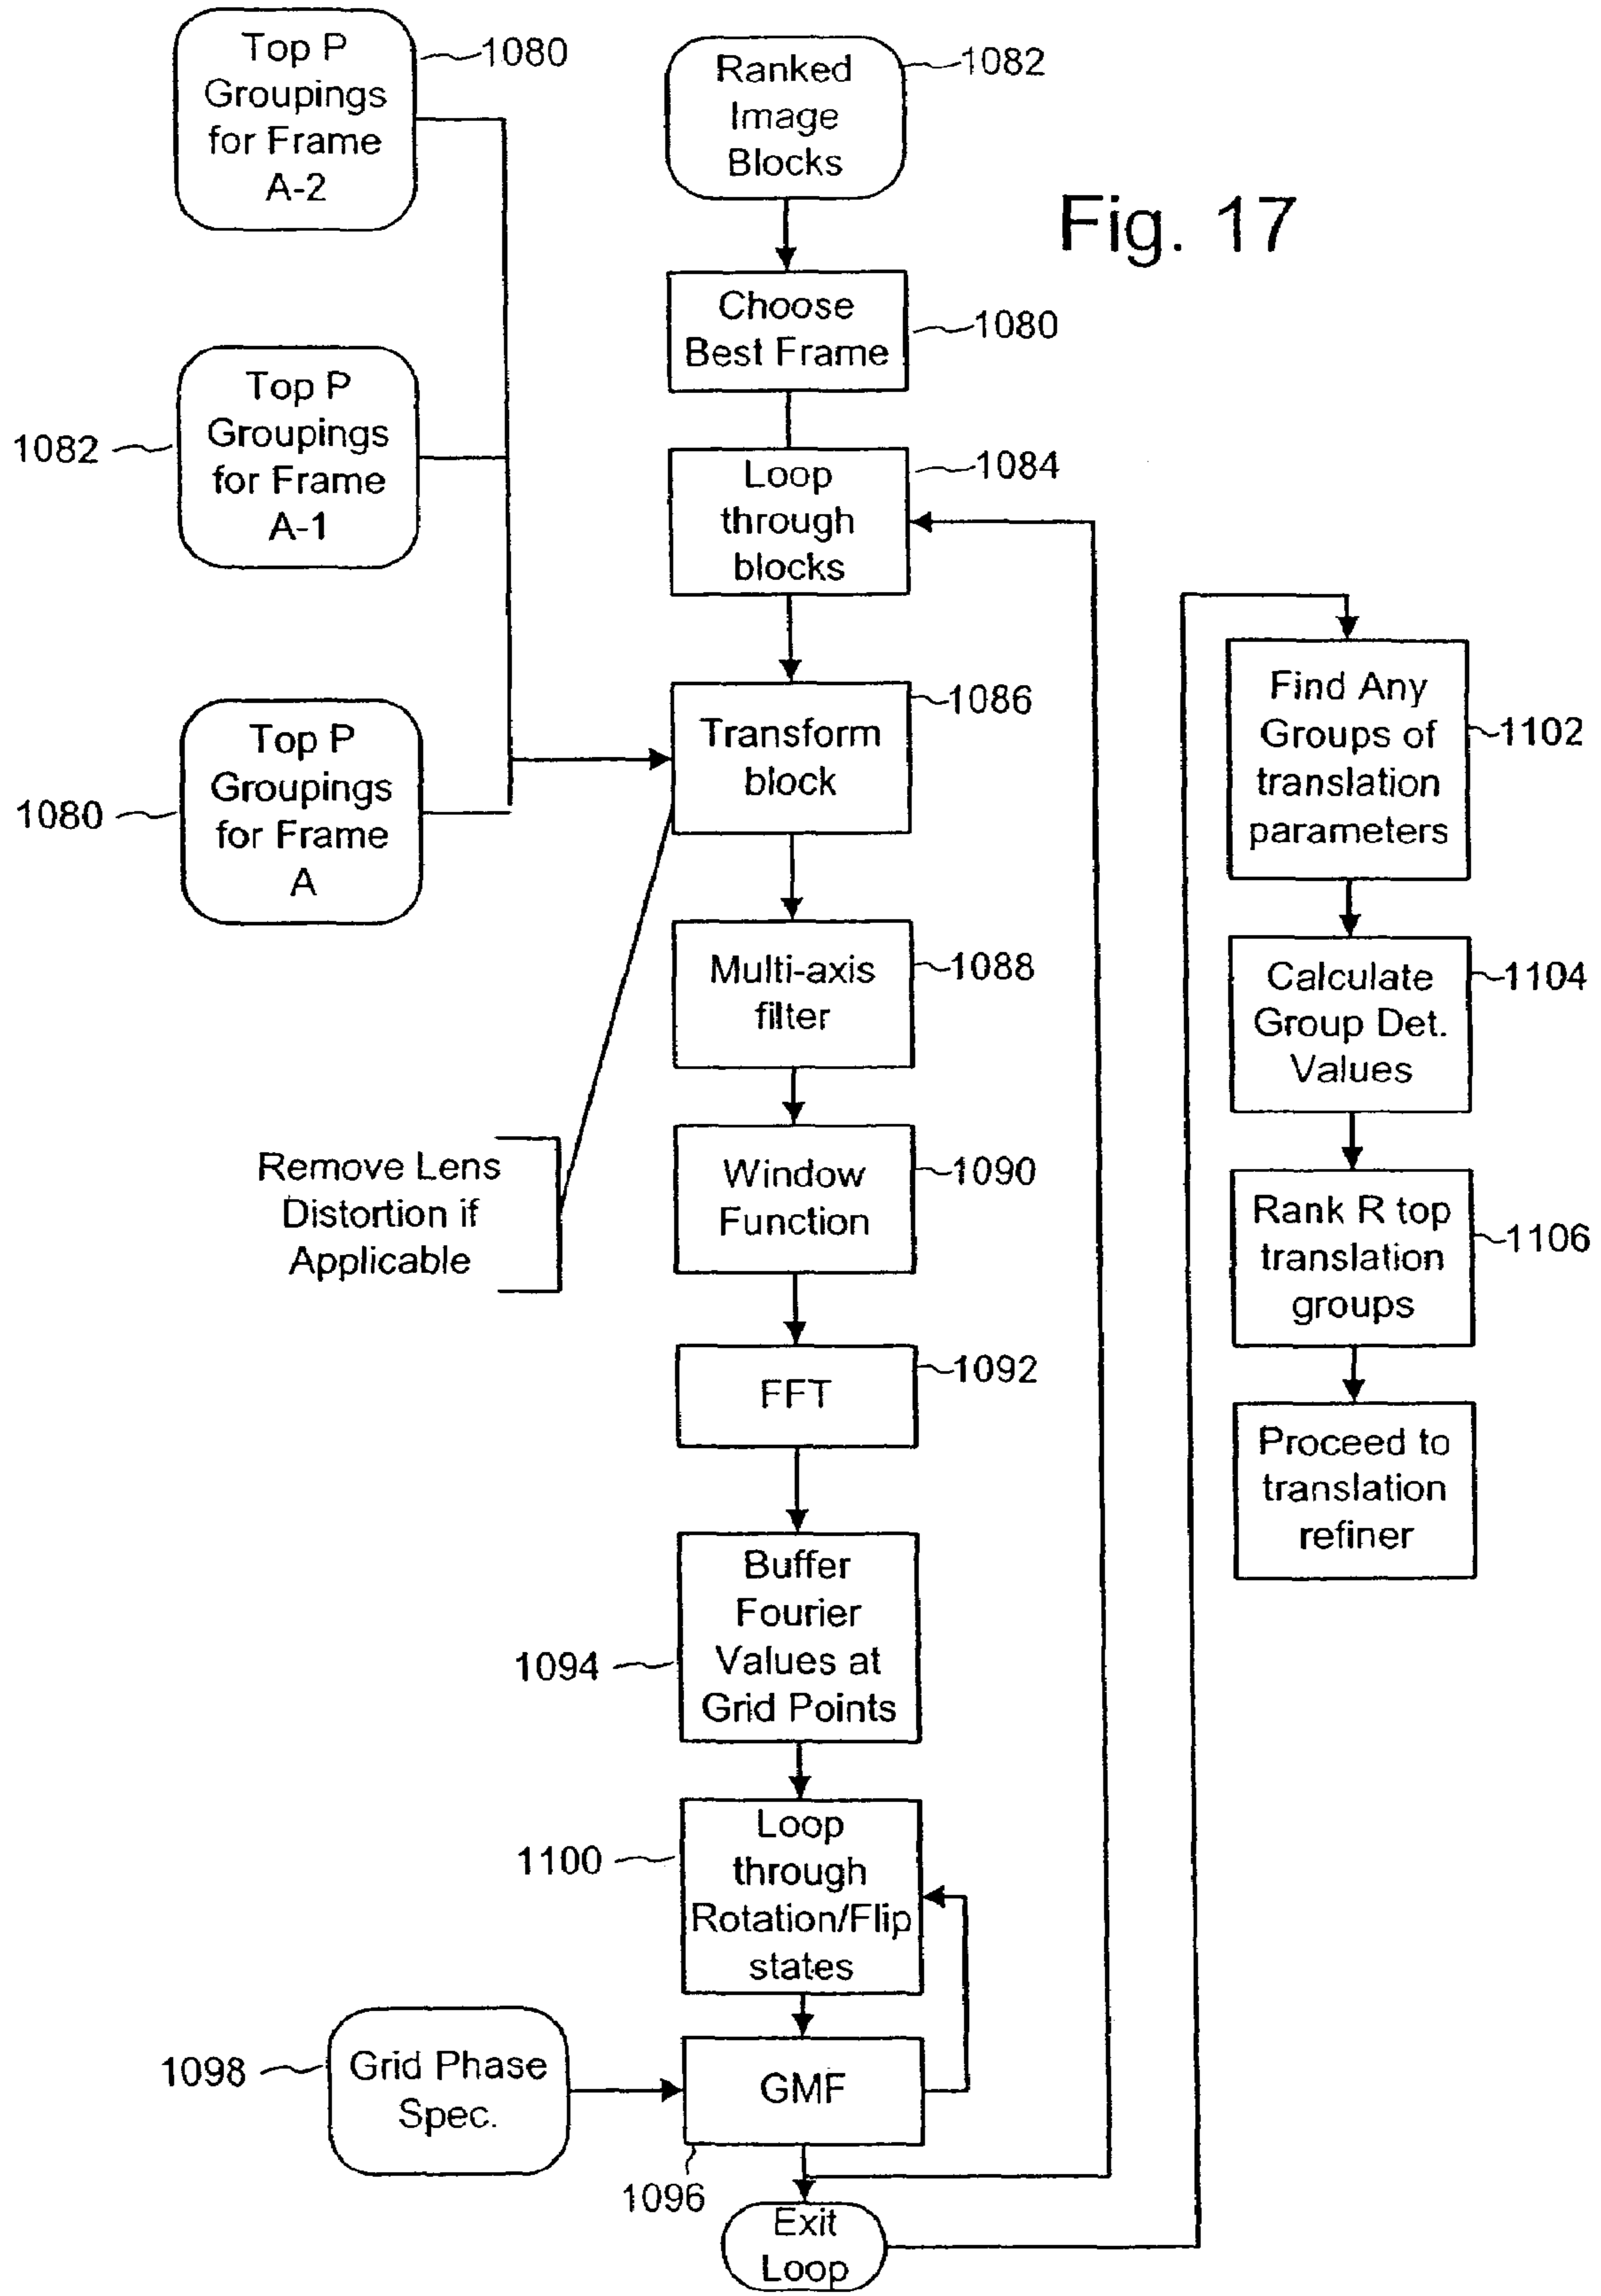 Top P
Groupings
for Frame
A-2
1080
Ranked
Image
Blocks
1082
Fig. 17
Choose
Best Frame
1080
Top P
Groupings
for Frame
A-1
1082
Loop
through
blocks
1084
Top P
Groupings
for Frame
A
1080
Transform
block
1086
Remove Lens
Distortion if
Applicable
Multi-axis
filter
1088
Window
Function
1090
FFT
1092
Buffer
Fourier
Values at
Grid Points
1094
Loop
through
Rotation/Flip
states
1100
Grid Phase
Spec.
1098
GMF
1096
Exit
Loop
Find Any
Groups of
translation
parameters
1102
Calculate
Group Det.
Values
1104
Rank R top
translation
groups
1106
Proceed to
translation
refiner